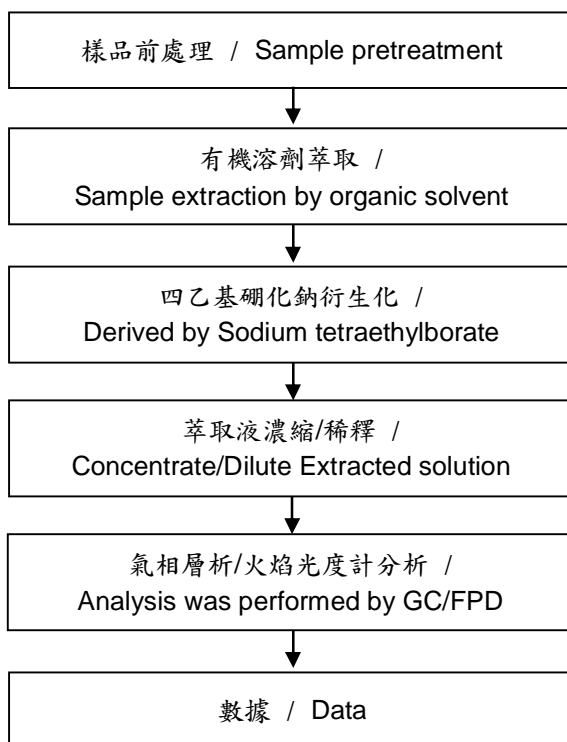 樣品前處理 / Sample pretreatment
有機溶劑萃取 /
Sample extraction by organic solvent
四乙基硼化鈉衍生化 /
Derived by Sodium tetraethylborate
萃取液濃縮/稀釋 /
Concentrate/Dilute Extracted solution
氣相層析/火焰光度計分析 /
Analysis was performed by GC/FPD
數據 / Data